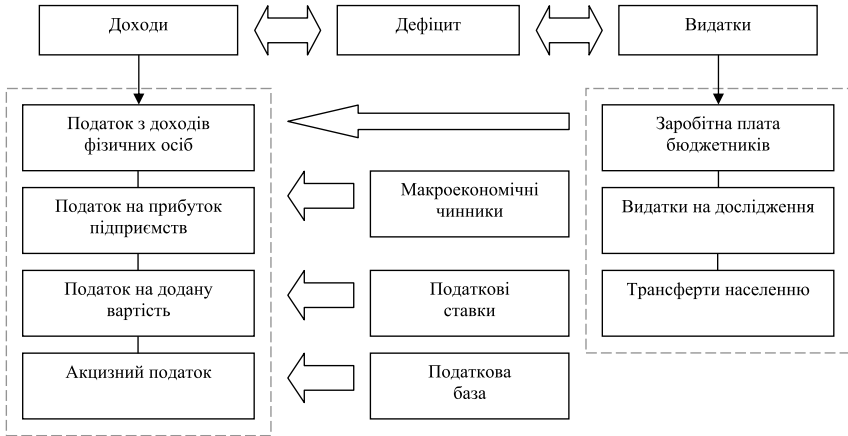 Доходи
Дефіцит
Видатки
Податок з доходів
фізичних осіб
Заробітна плата
бюджетників
Податок на прибуток
підприємств
Макроекономічні
чинники
Видатки на дослідження
Податок на додану
вартість
Податкові
ставки
Трансферти населенню
Акцизний податок
Податкова
база